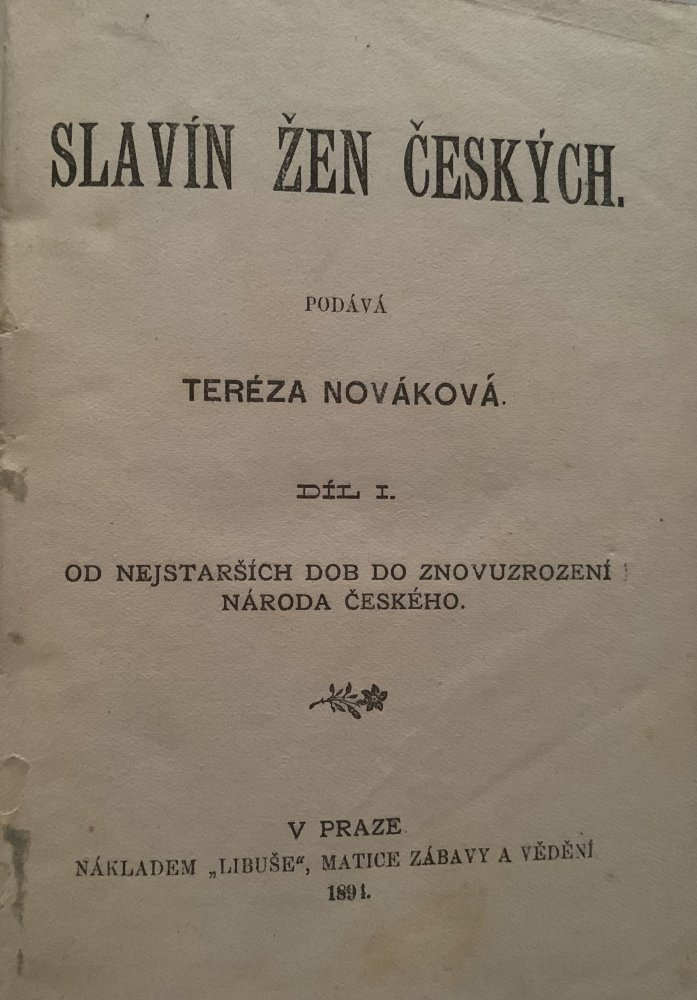 SLAVÍN ŽEN ČESKÝCH.
PODÁVÁ
TERÉZA NOVÁKOVÁ.
DÍL I.
OD NEJSTARŠÍCH DOB DO ZNOVUZROZENÍ
NÁRODA ČESKÉHO.
V PRAZE
NÁKLADEM „LIBUŠE“, MATICE ZÁBAVY A VĚDĚNÍ
1894.